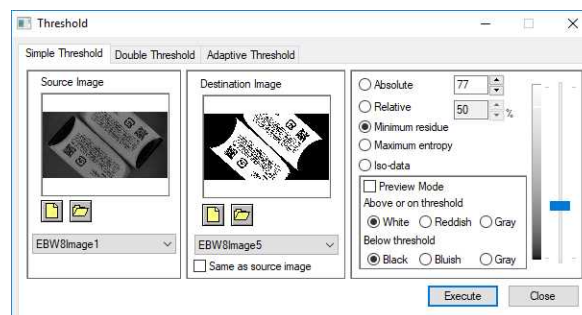 Threshold
Simple Threshold Double Threshold Adaptive Threshold
Source Image
EBW8Image1
Destination Image
EBW8Image5
Same as source image
Absolute 77
Relative 50 %
Minimum residue
Maximum entropy
Iso-data
Preview Mode
Above or on threshold
White Reddish Gray
Below threshold
Black Bluish Gray
Execute Close